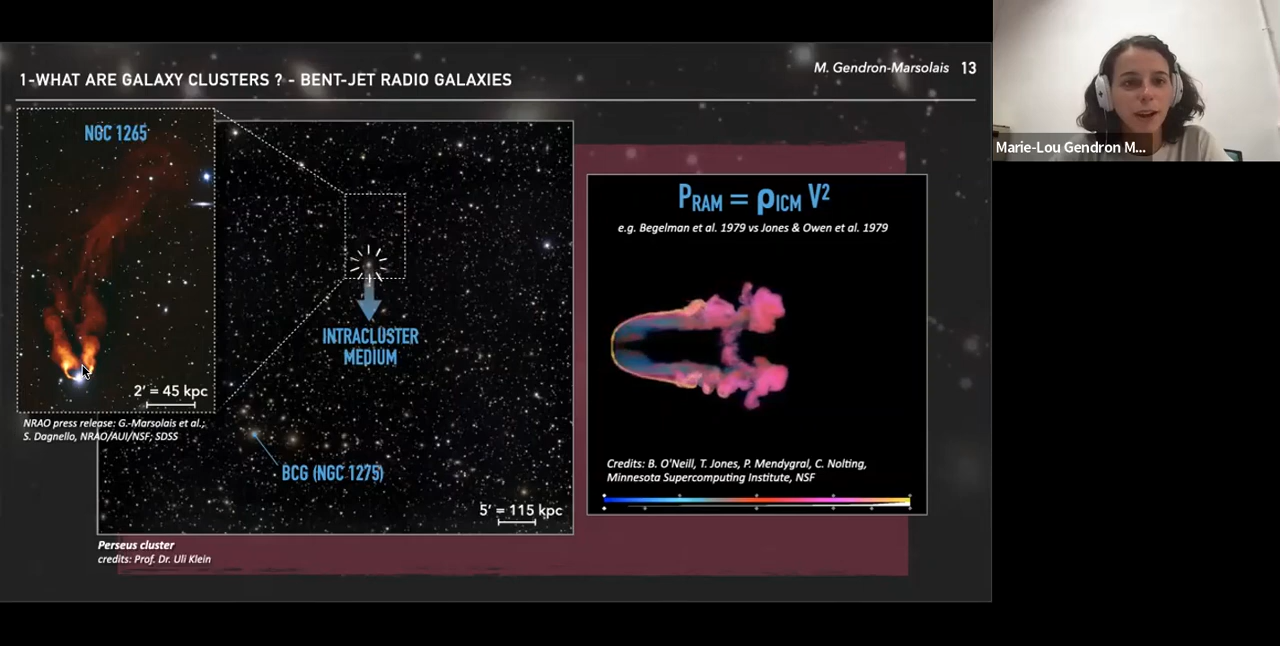 1-WHAT ARE GALAXY CLUSTERS ? - BENT-JET RADIO GALAXIES
M. Gendron-Marsolais 13
NGC 1265
2′ = 45 kpc
NRAO press release: G.-Marsolais et al.;
S. Dagnello, NRAO/AUI/NSF; SDSS
INTRACLUSTER
MEDIUM
BCG (NGC 1275)
5′ = 115 kpc
Perseus cluster
credits: Prof. Dr. Uli Klein
PRAM = ρICM V²
e.g. Begelman et al. 1979 vs Jones & Owen et al. 1979
Credits: B. O'Neill, T. Jones, P. Mendygral, C. Nolting,
Minnesota Supercomputing Institute, NSF
Marie-Lou Gendron M...